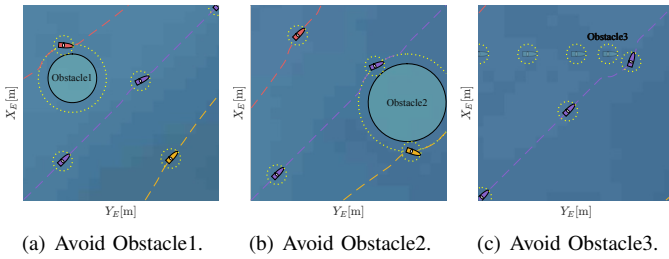 Obstacle1
X_E[m]
Y_E[m]
(a) Avoid Obstacle1.
Obstacle2
X_E[m]
Y_E[m]
(b) Avoid Obstacle2.
Obstacle3
X_E[m]
Y_E[m]
(c) Avoid Obstacle3.